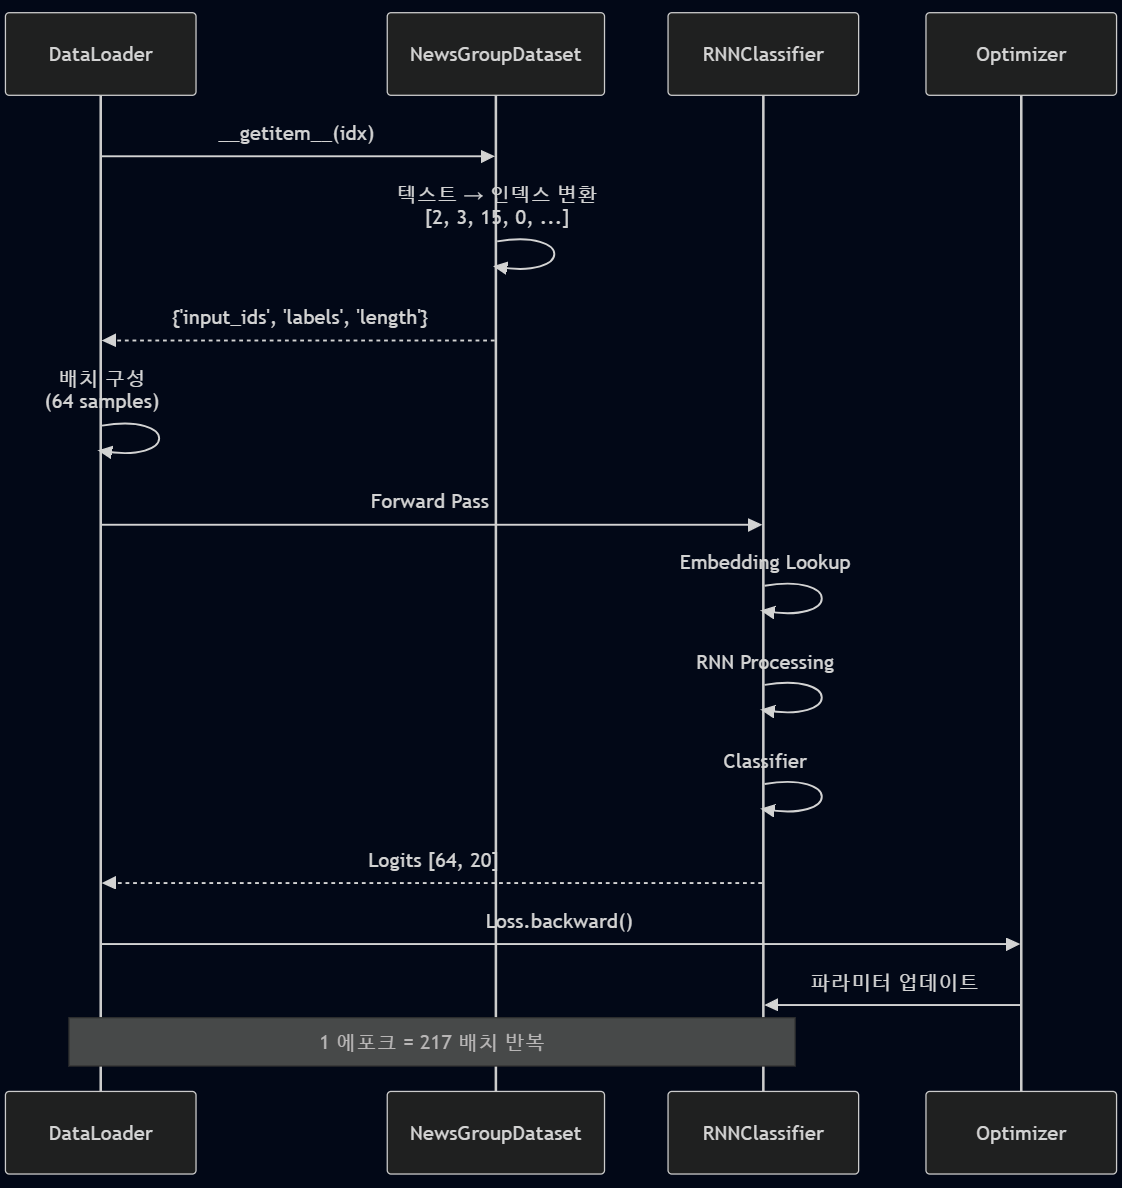 DataLoader
NewsGroupDataset
RNNClassifier
Optimizer
__getitem__(idx)
텍스트 → 인덱스 변환
[2, 3, 15, 0, ...]
{'input_ids', 'labels', 'length'}
배치 구성
(64 samples)
Forward Pass
Embedding Lookup
RNN Processing
Classifier
Logits [64, 20]
Loss.backward()
파라미터 업데이트
1 에포크 = 217 배치 반복
DataLoader
NewsGroupDataset
RNNClassifier
Optimizer